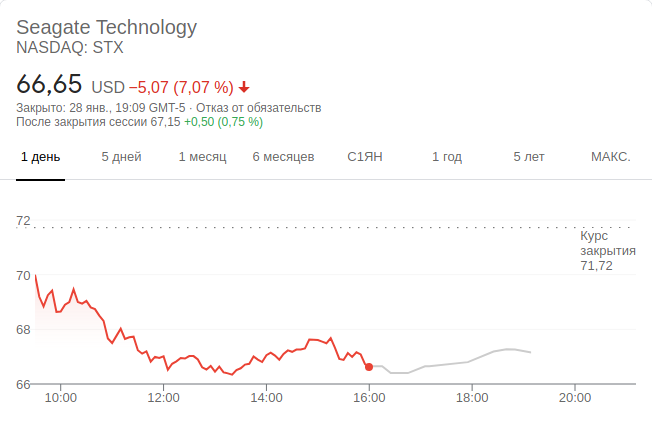 Seagate Technology
NASDAQ: STX
66,65 USD −5,07 (7,07 %)
Закрыто: 28 янв., 19:09 GMT-5 · Отказ от обязательств
После закрытия сессии 67,15 +0,50 (0,75 %)
1 день 5 дней 1 месяц 6 месяцев С1ЯН 1 год 5 лет МАКС.
72
Курс
закрытия
71,72
70
68
66
10:00 12:00 14:00 16:00 18:00 20:00